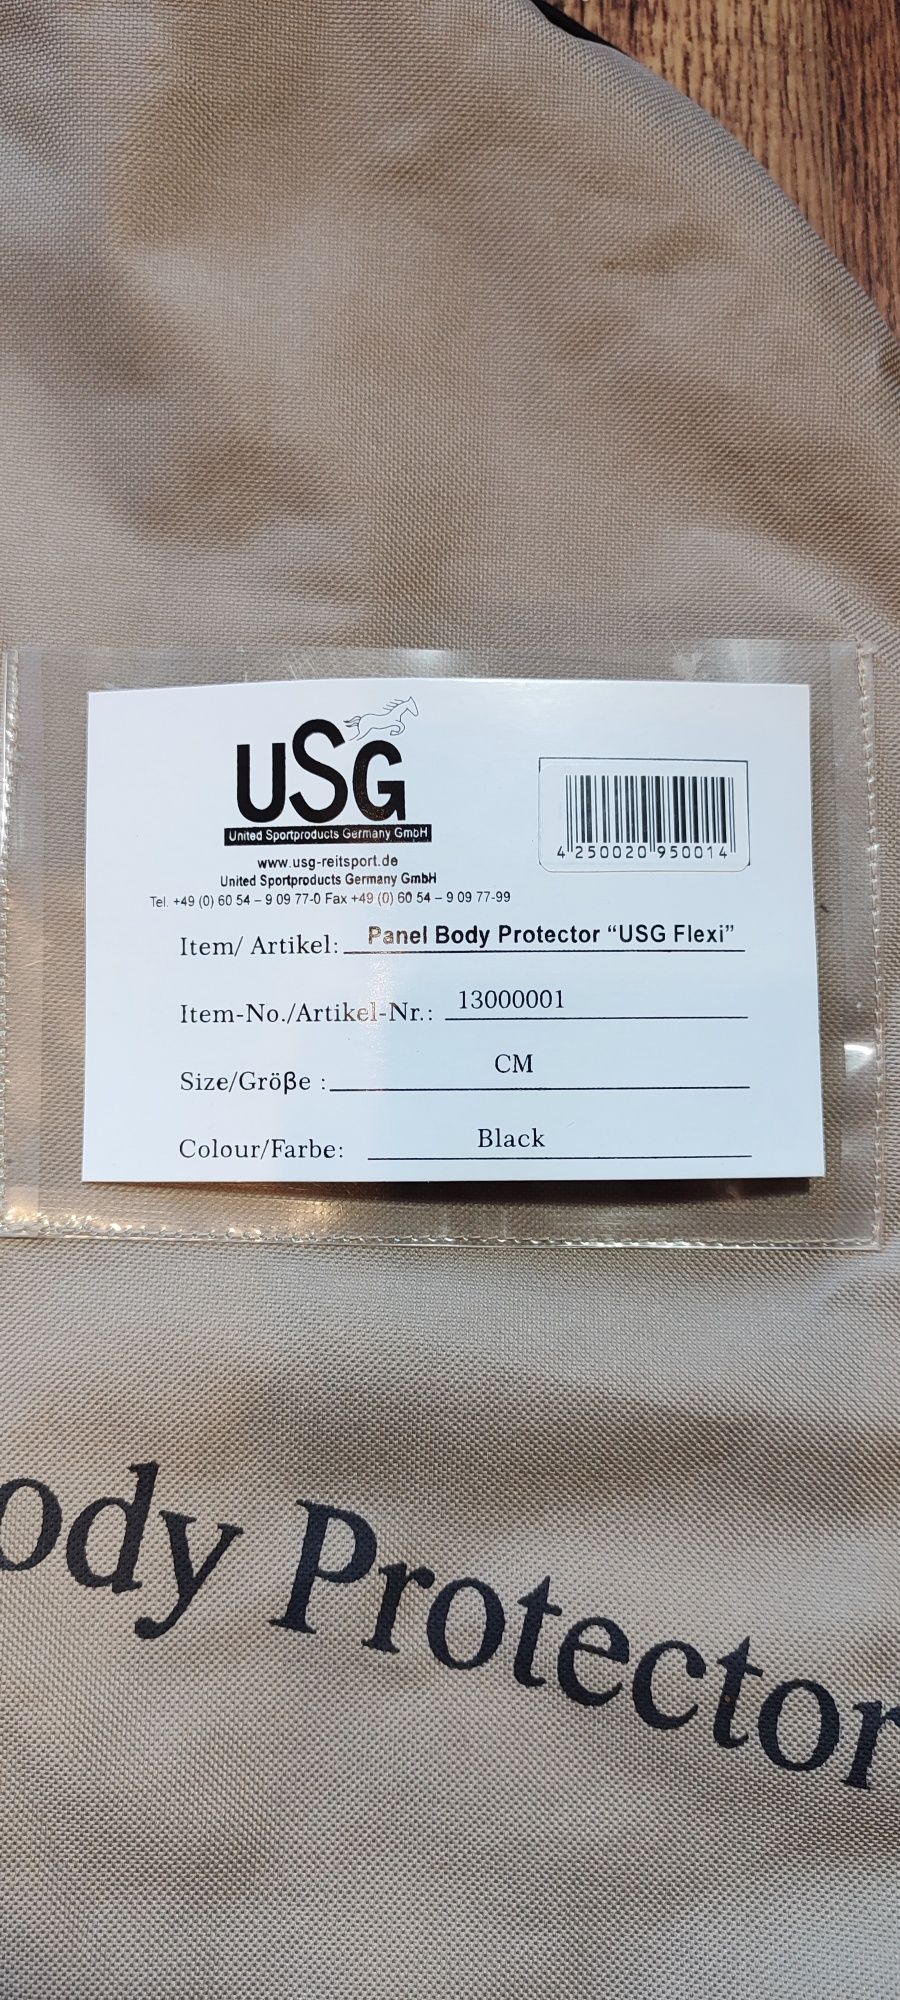 USG
United Sportproducts Germany GmbH
www.usg-reitsport.de
United Sportproducts Germany GmbH
Tel. +49 (0) 60 54 – 9 09 77-0 Fax +49 (0) 60 54 – 9 09 77-99
4 250020 950014
Item/ Artikel: Panel Body Protector “USG Flexi”
Item-No./Artikel-Nr.: 13000001
Size/Größe : CM
Colour/Farbe: Black
ody Protector